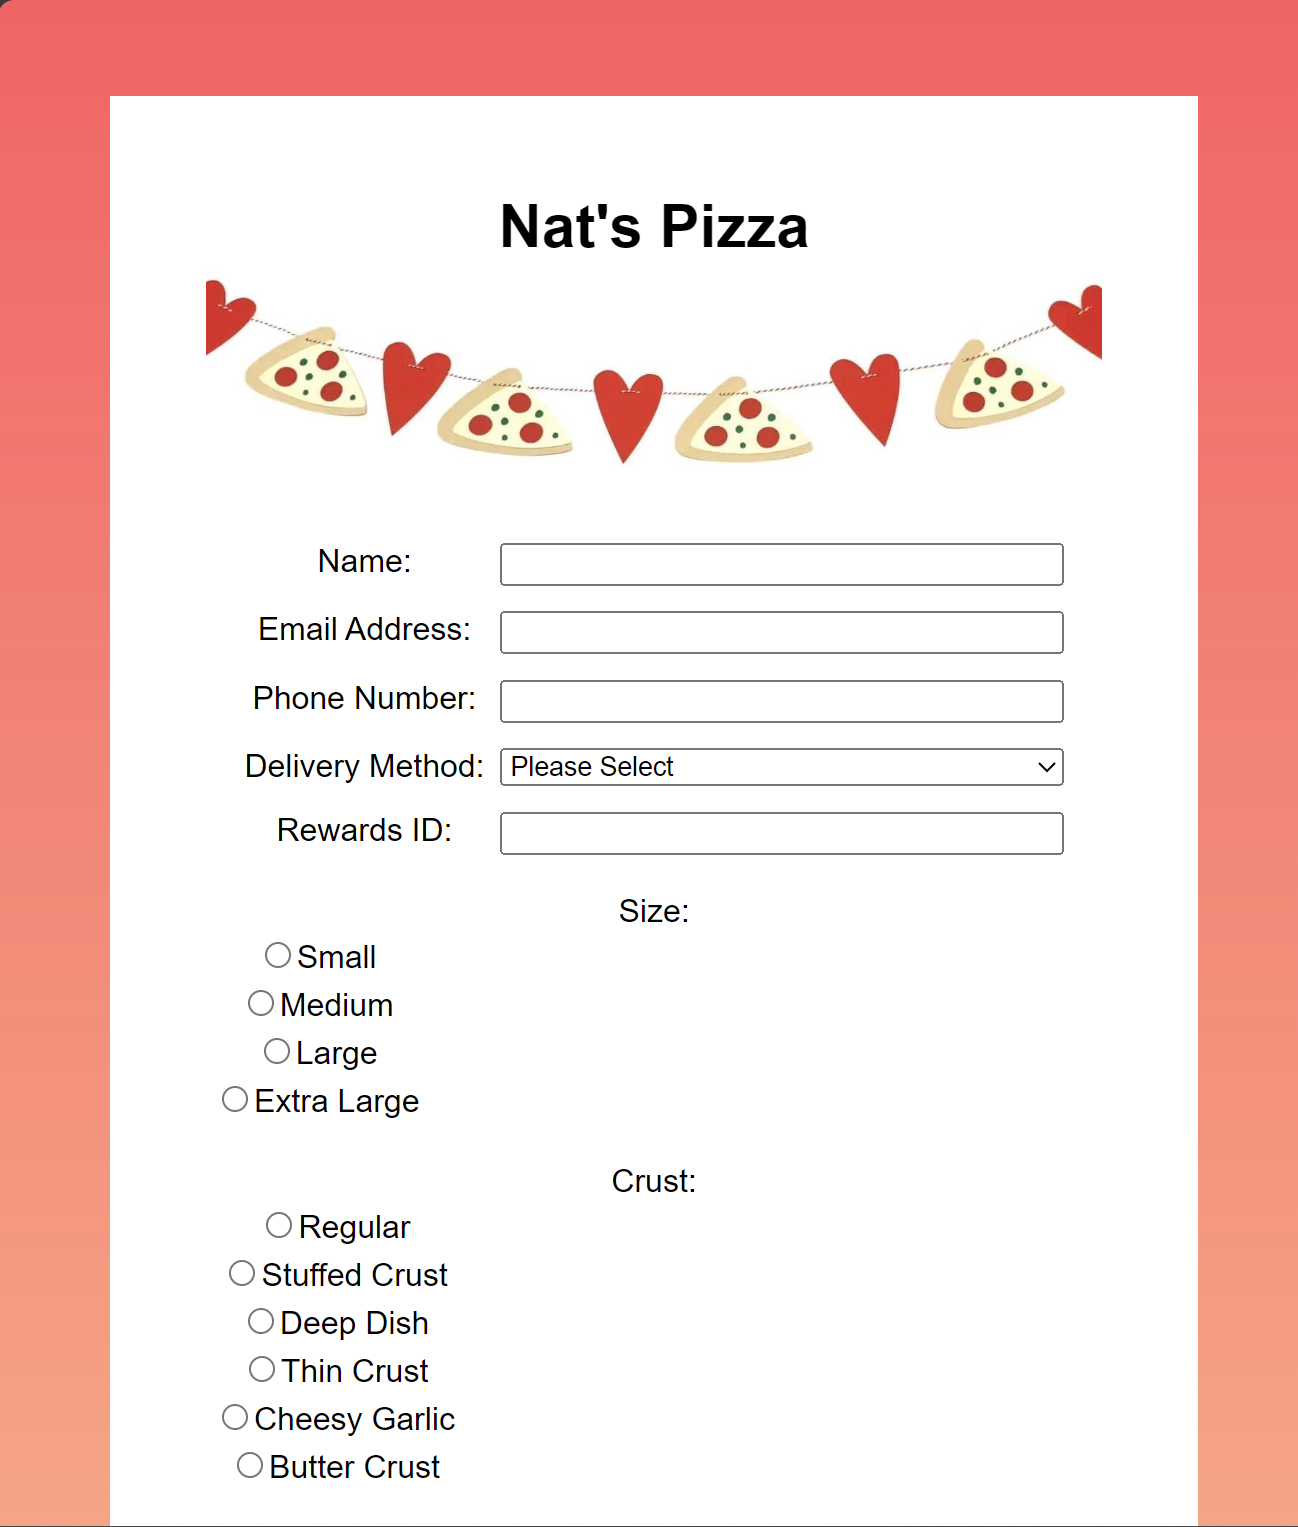 Nat's Pizza
Name:
Email Address:
Phone Number:
Delivery Method: Please Select
Rewards ID:
Size:
Small
Medium
Large
Extra Large
Crust:
Regular
Stuffed Crust
Deep Dish
Thin Crust
Cheesy Garlic
Butter Crust